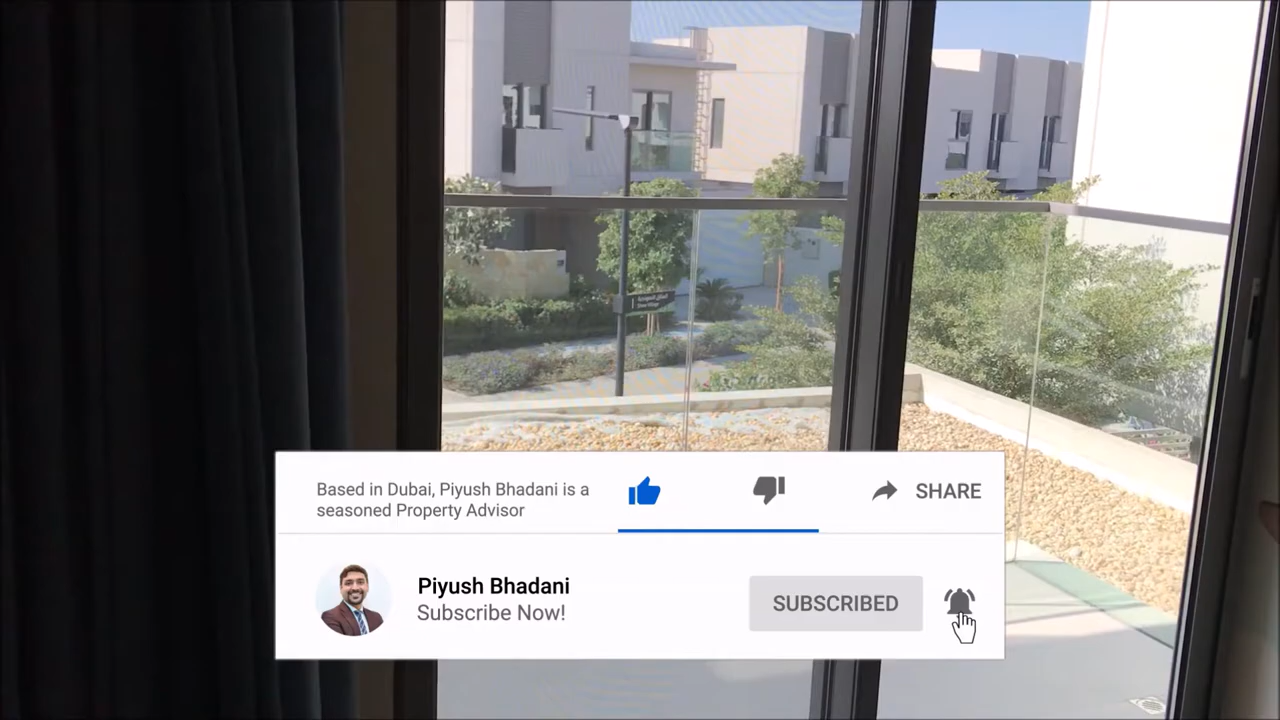 Based in Dubai, Piyush Bhadani is a
seasoned Property Advisor
SHARE
Piyush Bhadani
Subscribe Now!
SUBSCRIBED